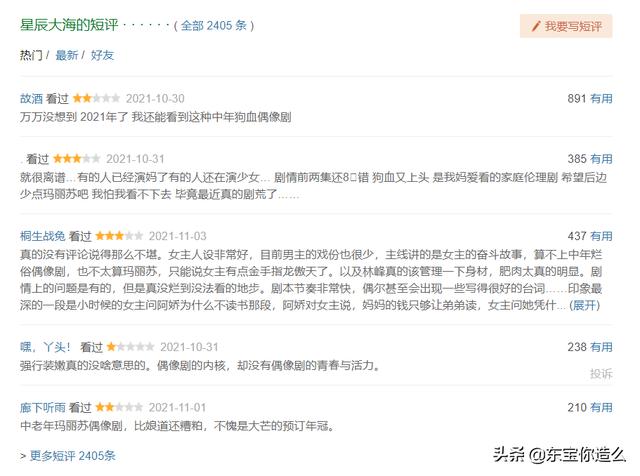 星辰大海的短评 · · · · · · ( 全部 2405 条 )
我要写短评
热门 / 最新 / 好友
故酒 看过 2021-10-30
891 有用
万万没想到 2021年了 我还能看到这种中年狗血偶像剧
. 看过 2021-10-31
385 有用
就很离谱...有的人已经演妈了有的人还在演少女... 剧情前两集还8错 狗血又上头 是我妈爱看的家庭伦理剧 希望后边
少点玛丽苏吧 我怕我看不下去 毕竟最近真的剧荒了……
桐生战兔 看过 2021-11-03
437 有用
真的没有评论说得那么不堪。女主人设非常好，目前男主的戏份也很少，主线讲的是女主的奋斗故事，算不上中年烂
俗偶像剧，也不太算玛丽苏，只能说女主有点金手指龙傲天了。以及林峰真的该管理一下身材，肥肉太真的明显。剧
情上的问题是有的，但是真没烂到没法看的地步。剧本节奏非常快，偶尔甚至会出现一些写得很好的台词……印象最
深的一段是小时候的女主问阿娇为什么不读书那段，阿娇对女主说，妈妈的钱只够让弟弟读，女主问她凭什... (展开)
嘿，丫头！ 看过 2021-10-31
238 有用
强行装嫩真的没啥意思的。偶像剧的内核，却没有偶像剧的青春与活力。
投诉
廊下听雨 看过 2021-11-01
210 有用
中老年玛丽苏偶像剧，比娘道还糟粕，不愧是大芒的预订年冠。
> 更多短评 2405条
头条 @东宝你造么